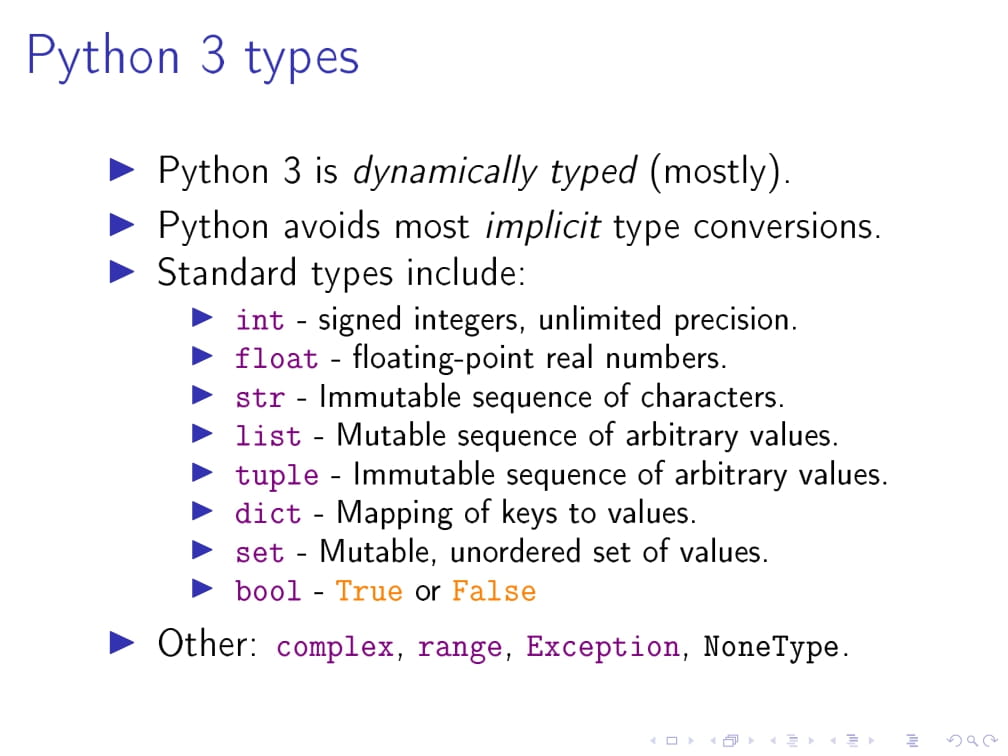 Python 3 types
▶ Python 3 is dynamically typed (mostly).
▶ Python avoids most implicit type conversions.
▶ Standard types include:
▶ int - signed integers, unlimited precision.
▶ float - floating-point real numbers.
▶ str - Immutable sequence of characters.
▶ list - Mutable sequence of arbitrary values.
▶ tuple - Immutable sequence of arbitrary values.
▶ dict - Mapping of keys to values.
▶ set - Mutable, unordered set of values.
▶ bool - True or False
▶ Other: complex, range, Exception, NoneType.